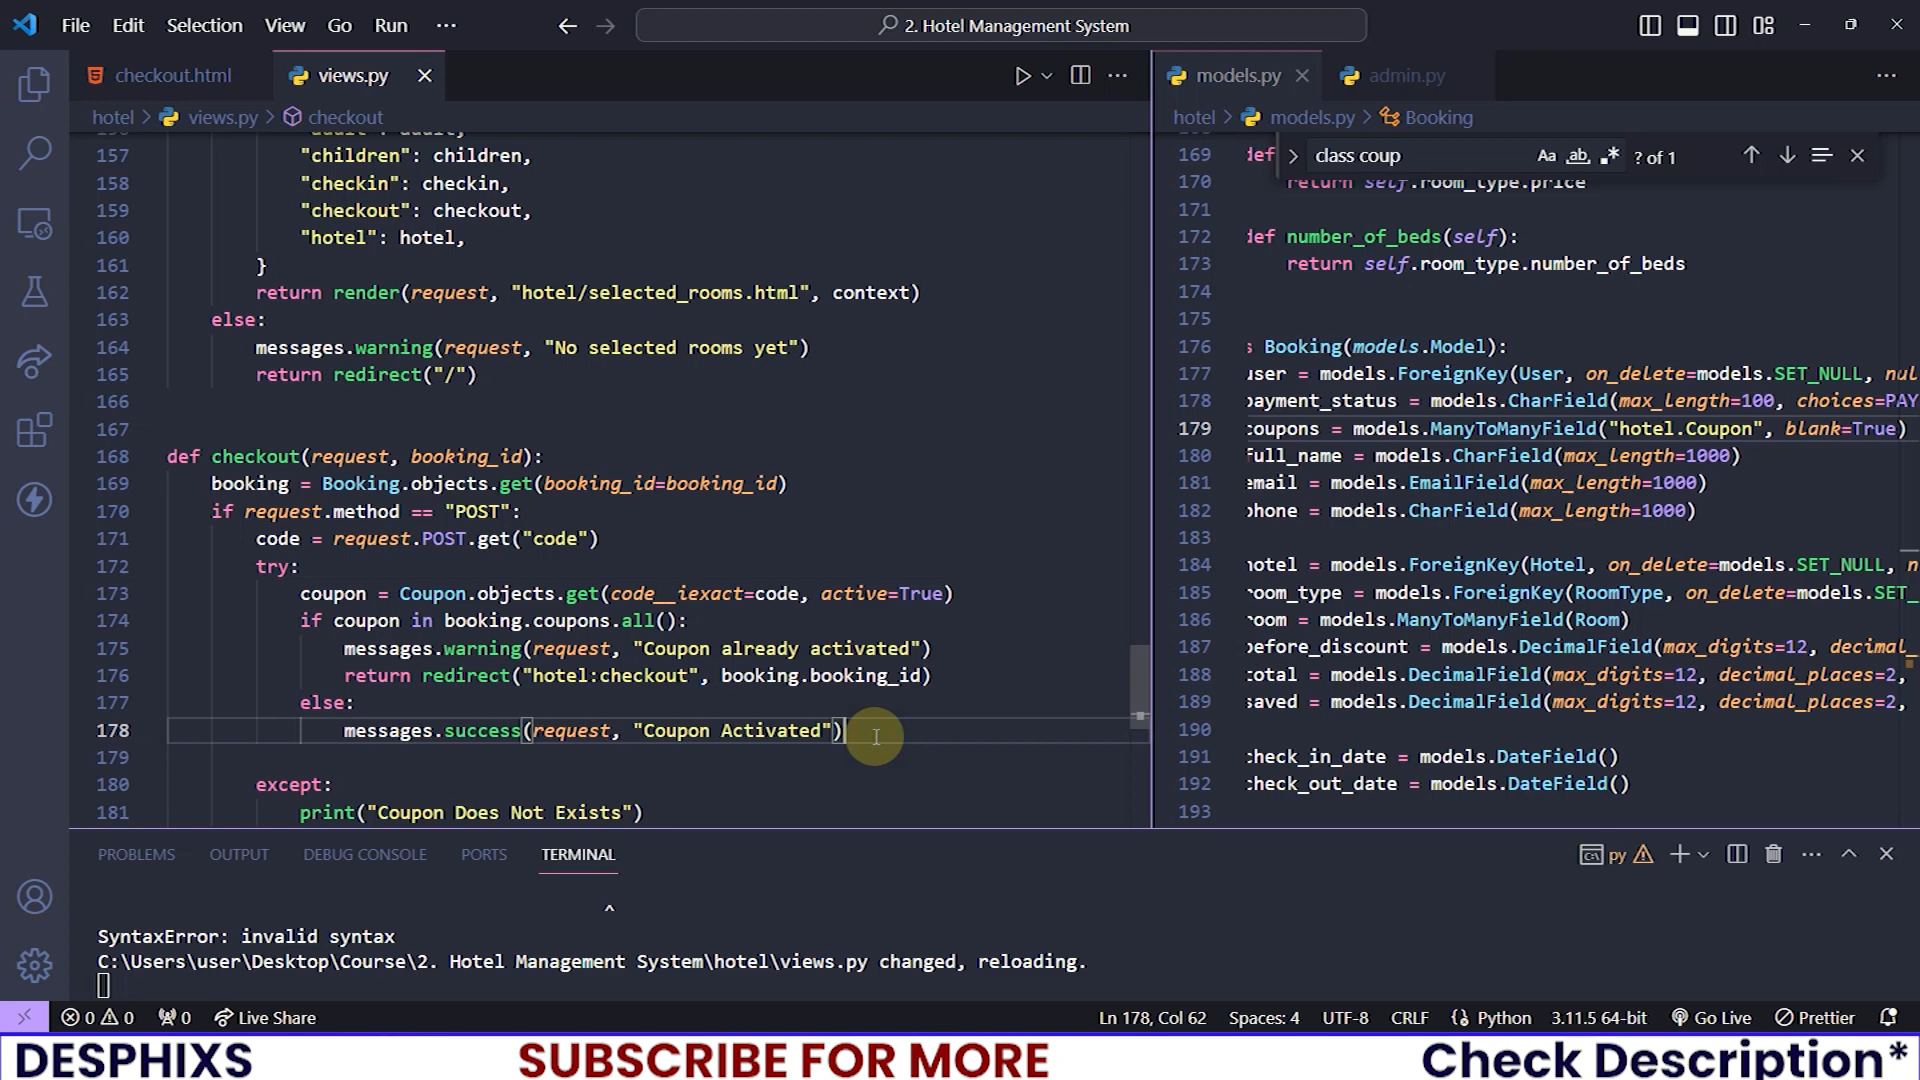 File Edit Selection View Go Run ··· 2. Hotel Management System
checkout.html views.py
hotel > views.py > checkout
157 "children": children,
158 "checkin": checkin,
159 "checkout": checkout,
160 "hotel": hotel,
161 }
162 return render(request, "hotel/selected_rooms.html", context)
163 else:
164 messages.warning(request, "No selected rooms yet")
165 return redirect("/")
166
167
168 def checkout(request, booking_id):
169 booking = Booking.objects.get(booking_id=booking_id)
170 if request.method == "POST":
171 code = request.POST.get("code")
172 try:
173 coupon = Coupon.objects.get(code__iexact=code, active=True)
174 if coupon in booking.coupons.all():
175 messages.warning(request, "Coupon already activated")
176 return redirect("hotel:checkout", booking.booking_id)
177 else:
178 messages.success(request, "Coupon Activated")
179
180 except:
181 print("Coupon Does Not Exists")
models.py admin.py
hotel > models.py > Booking
class coup Aa ab .* ? of 1
169 def
170 return self.room_type.price
171
172 def number_of_beds(self):
173 return self.room_type.number_of_beds
174
175
176 s Booking(models.Model):
177 user = models.ForeignKey(User, on_delete=models.SET_NULL, nul
178 payment_status = models.CharField(max_length=100, choices=PAY
179 coupons = models.ManyToManyField("hotel.Coupon", blank=True)
180 full_name = models.CharField(max_length=1000)
181 email = models.EmailField(max_length=1000)
182 phone = models.CharField(max_length=1000)
183
184 hotel = models.ForeignKey(Hotel, on_delete=models.SET_NULL, n
185 room_type = models.ForeignKey(RoomType, on_delete=models.SET_
186 room = models.ManyToManyField(Room)
187 before_discount = models.DecimalField(max_digits=12, decimal_
188 total = models.DecimalField(max_digits=12, decimal_places=2,
189 saved = models.DecimalField(max_digits=12, decimal_places=2,
190
191 check_in_date = models.DateField()
192 check_out_date = models.DateField()
193
PROBLEMS OUTPUT DEBUG CONSOLE PORTS TERMINAL py
^
SyntaxError: invalid syntax
C:\Users\user\Desktop\Course\2. Hotel Management System\hotel\views.py changed, reloading.
0 0 0 Live Share Ln 178, Col 62 Spaces: 4 UTF-8 CRLF Python 3.11.5 64-bit Go Live Prettier
DESPHIXS SUBSCRIBE FOR MORE Check Description*